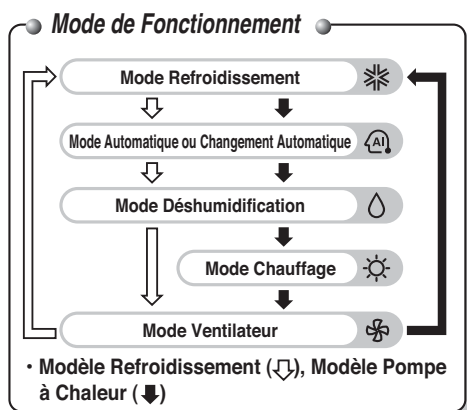 Mode de Fonctionnement
Mode Refroidissement
Mode Automatique ou Changement Automatique AI
Mode Déshumidification
Mode Chauffage
Mode Ventilateur
• Modèle Refroidissement (⇩), Modèle Pompe
à Chaleur (⬇)